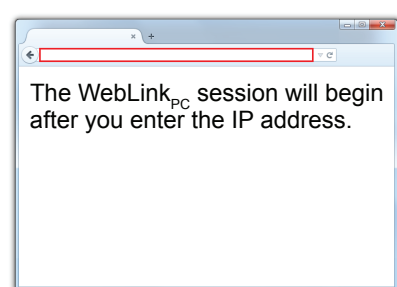 The WebLinkPC session will begin
after you enter the IP address.